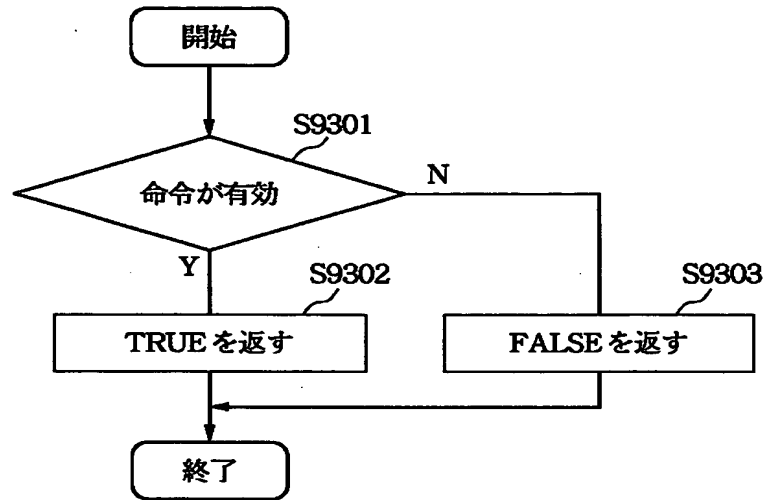 開始
S9301
命令が有効
N
Y
S9302
S9303
TRUEを返す
FALSEを返す
終了